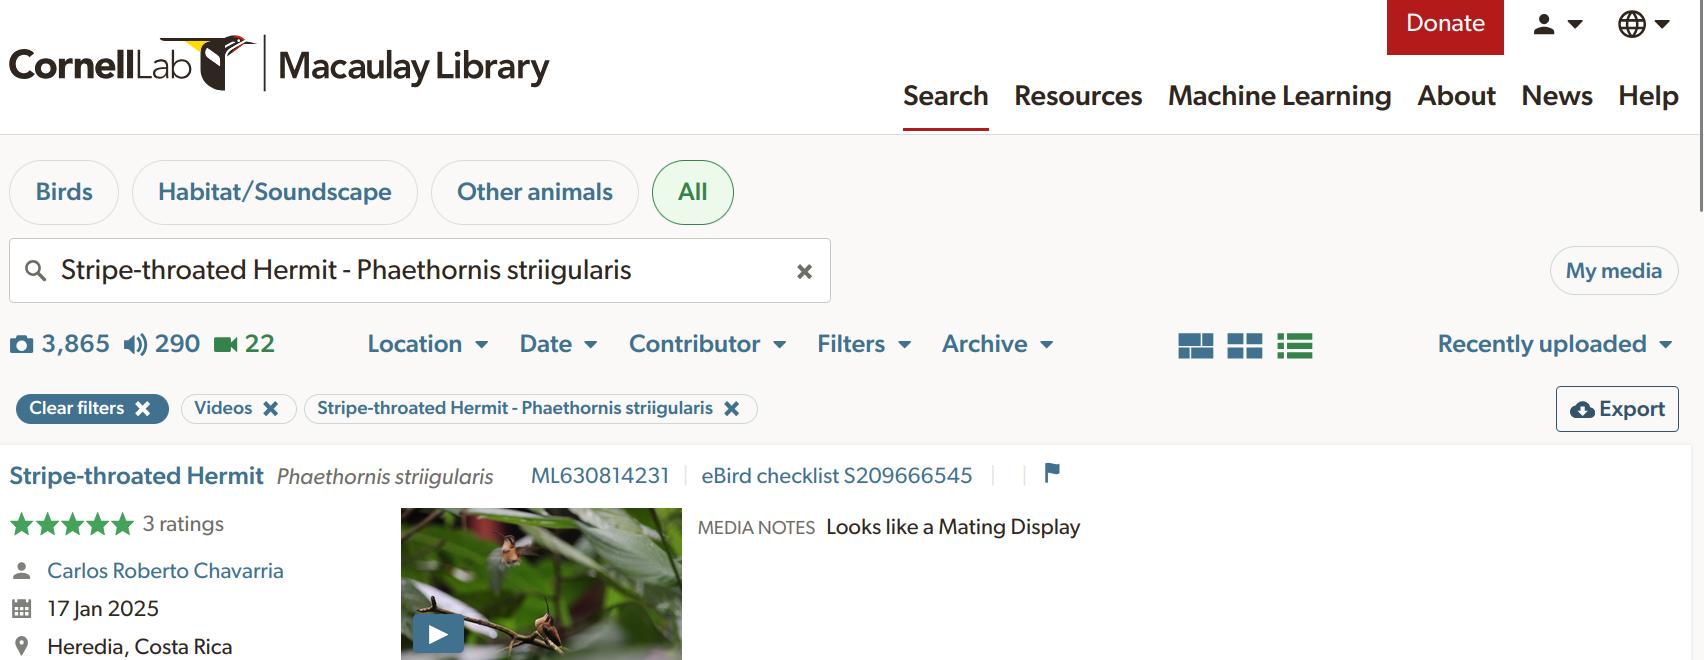 Donate
CornellLab | Macaulay Library
Search Resources Machine Learning About News Help
Birds Habitat/Soundscape Other animals All
Stripe-throated Hermit - Phaethornis striigularis
My media
3,865 290 22 Location Date Contributor Filters Archive Recently uploaded
Clear filters Videos Stripe-throated Hermit - Phaethornis striigularis Export
Stripe-throated Hermit Phaethornis striigularis ML630814231 eBird checklist S209666545
3 ratings
MEDIA NOTES Looks like a Mating Display
Carlos Roberto Chavarria
17 Jan 2025
Heredia, Costa Rica